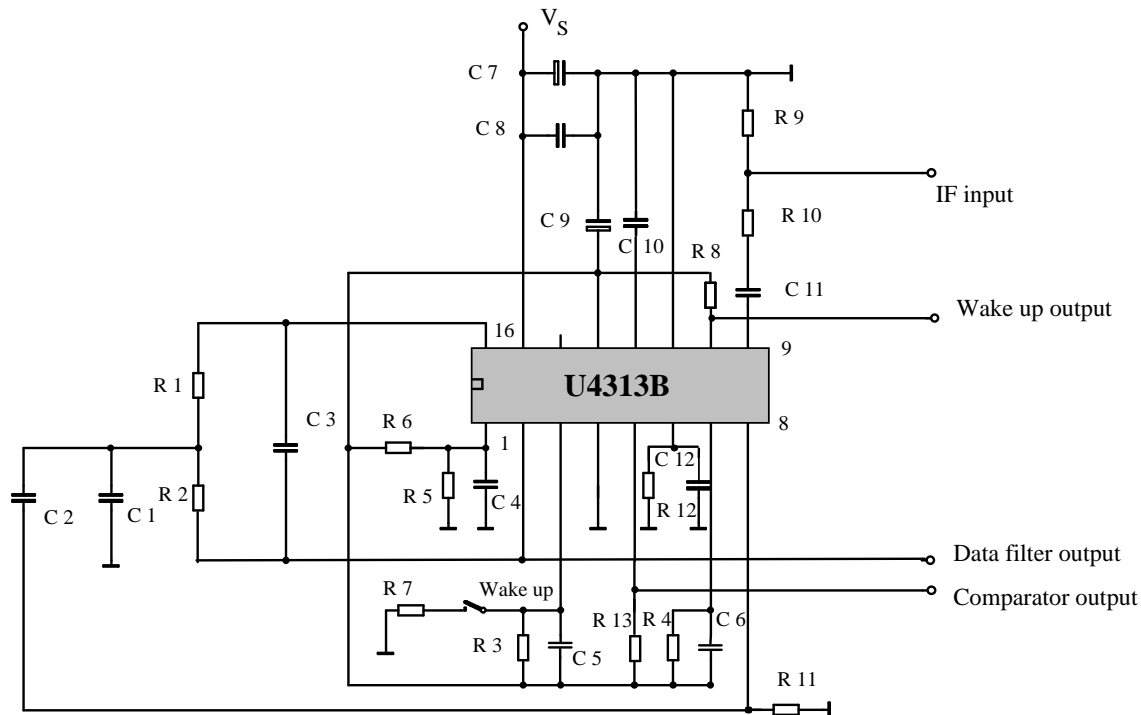 V_S
C 7
R 9
C 8
IF input
C 9
C 10
R 10
R 8
C 11
Wake up output
16
9
U4313B
R 1
C 3
R 6
1
8
C 12
R 2
R 5
C 4
R 12
C 2
C 1
Data filter output
R 7
Wake up
Comparator output
R 13
R 4
C 6
R 3
C 5
R 11